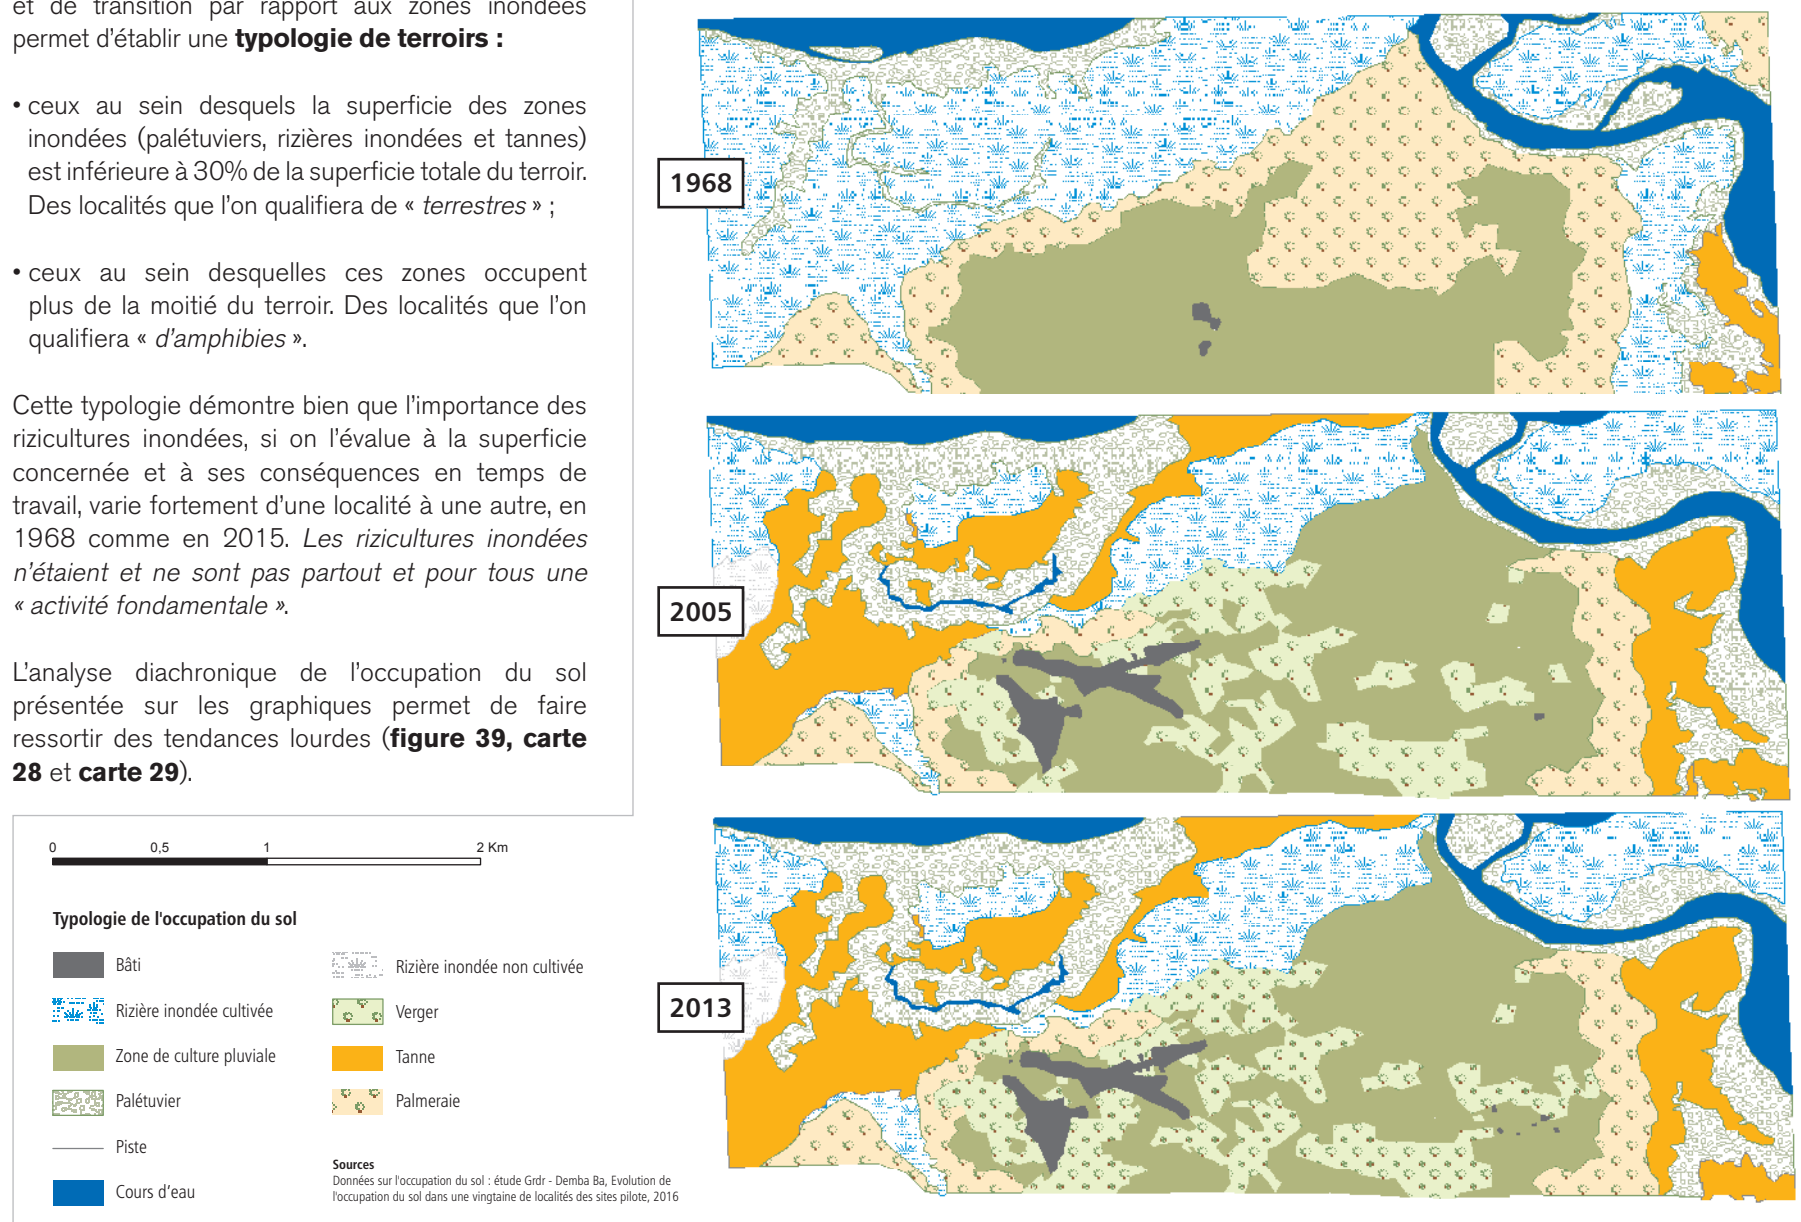 et de transition par rapport aux zones inondées
permet d'établir une typologie de terroirs :
• ceux au sein desquels la superficie des zones
inondées (palétuviers, rizières inondées et tannes)
est inférieure à 30% de la superficie totale du terroir.
Des localités que l'on qualifiera de « terrestres » ;
• ceux au sein desquelles ces zones occupent
plus de la moitié du terroir. Des localités que l'on
qualifiera « d'amphibies ».
Cette typologie démontre bien que l'importance des
rizicultures inondées, si on l'évalue à la superficie
concernée et à ses conséquences en temps de
travail, varie fortement d'une localité à une autre, en
1968 comme en 2015. Les rizicultures inondées
n'étaient et ne sont pas partout et pour tous une
« activité fondamentale ».
L'analyse diachronique de l'occupation du sol
présentée sur les graphiques permet de faire
ressortir des tendances lourdes (figure 39, carte
28 et carte 29).
0 0,5 1 2 Km
Typologie de l'occupation du sol
Bâti
Rizière inondée cultivée
Zone de culture pluviale
Palétuvier
Piste
Cours d'eau
Rizière inondée non cultivée
Verger
Tanne
Palmeraie
Sources
Données sur l'occupation du sol : étude Grdr - Demba Ba, Evolution de
l'occupation du sol dans une vingtaine de localités des sites pilote, 2016
1968
2005
2013